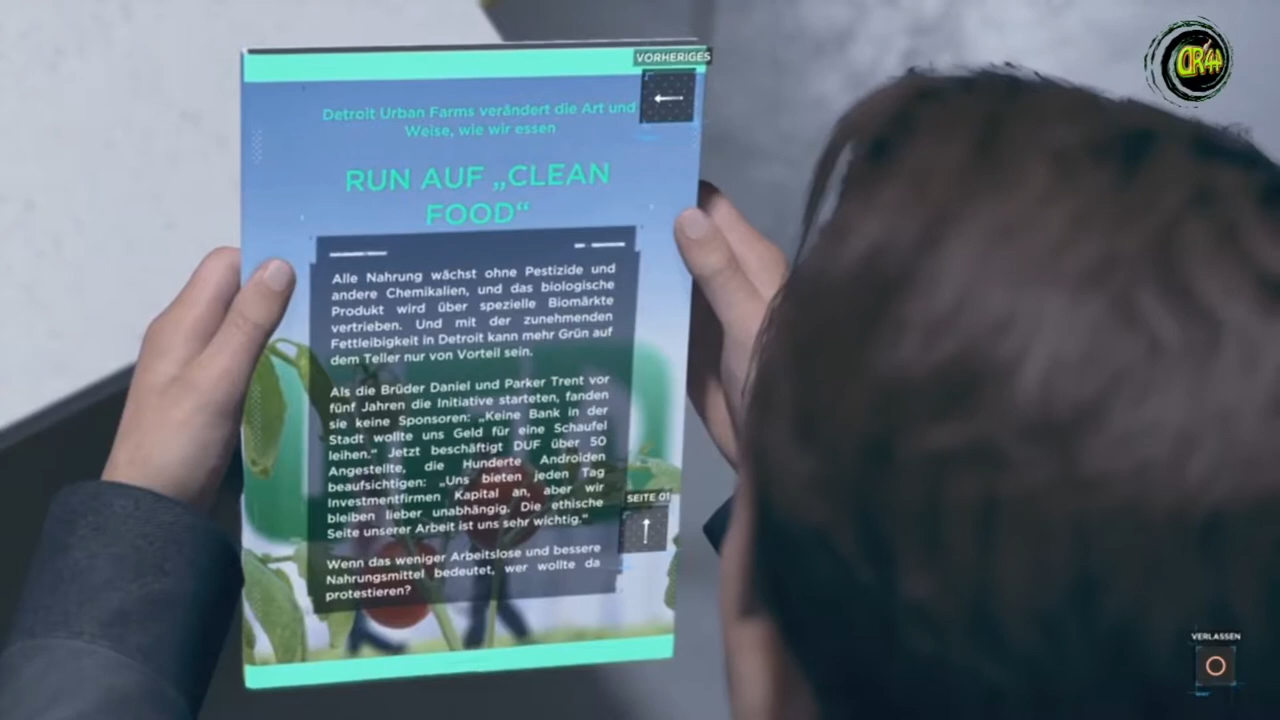 VORHERIGES
Detroit Urban Farms verändert die Art und
Weise, wie wir essen
RUN AUF „CLEAN
FOOD“
Alle Nahrung wächst ohne Pestizide und
andere Chemikalien, und das biologische
Produkt wird über spezielle Biomärkte
vertrieben. Und mit der zunehmenden
Fettleibigkeit in Detroit kann mehr Grün auf
dem Teller nur von Vorteil sein.
Als die Brüder Daniel und Parker Trent vor
fünf Jahren die Initiative starteten, fanden
sie keine Sponsoren: „Keine Bank in der
Stadt wollte uns Geld für eine Schaufel
leihen.“ Jetzt beschäftigt DUF über 50
Angestellte, die Hunderte Androiden
beaufsichtigen: „Uns bieten jeden Tag
Investmentfirmen Kapital an, aber wir
bleiben lieber unabhängig. Die ethische
Seite unserer Arbeit ist uns sehr wichtig.“
SEITE 01
Wenn das weniger Arbeitslose und bessere
Nahrungsmittel bedeutet, wer wollte da
protestieren?
VERLASSEN